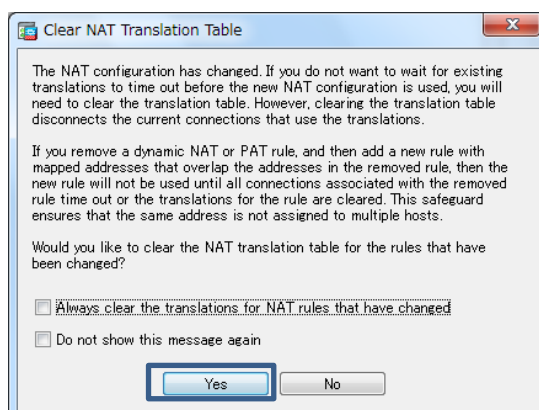 Clear NAT Translation Table
The NAT configuration has changed. If you do not want to wait for existing
translations to time out before the new NAT configuration is used, you will
need to clear the translation table. However, clearing the translation table
disconnects the current connections that use the translations.
If you remove a dynamic NAT or PAT rule, and then add a new rule with
mapped addresses that overlap the addresses in the removed rule, then the
new rule will not be used until all connections associated with the removed
rule time out or the translations for the rule are cleared. This safeguard
ensures that the same address is not assigned to multiple hosts.
Would you like to clear the NAT translation table for the rules that have
been changed?
Always clear the translations for NAT rules that have changed
Do not show this message again
Yes No